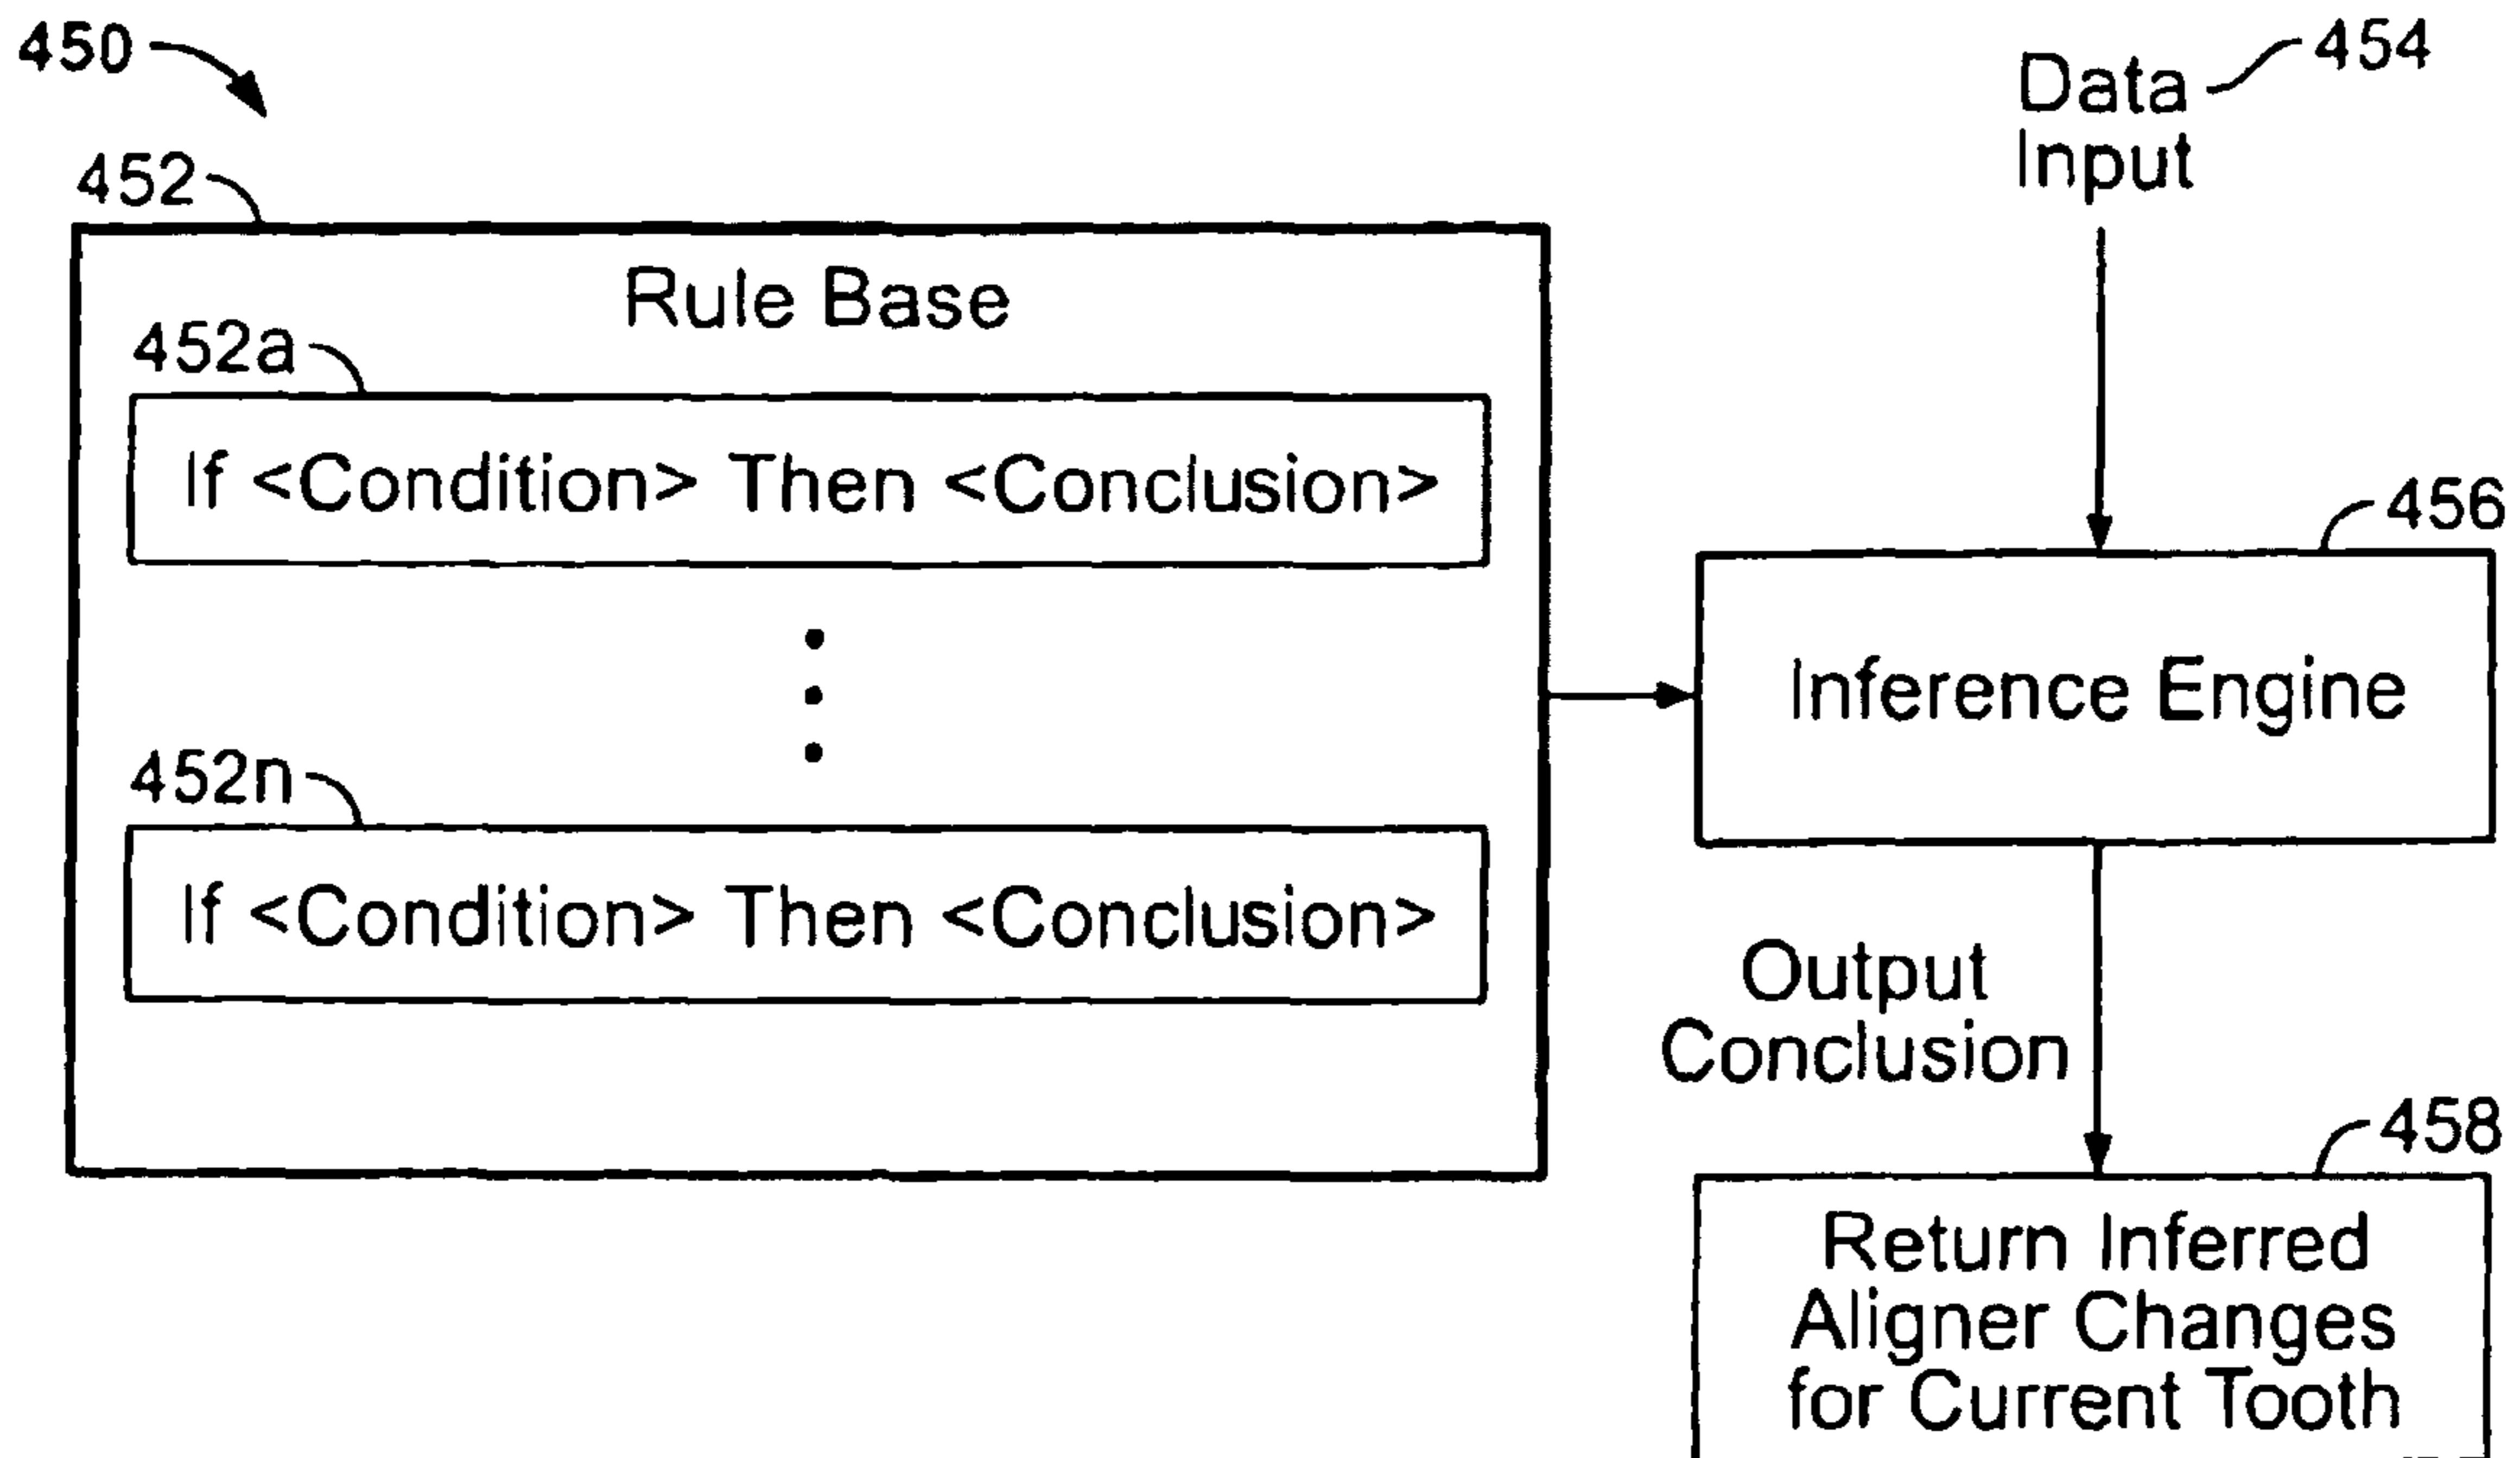 450
452
Rule Base
452a
If <Condition> Then <Conclusion>
452n
If <Condition> Then <Conclusion>
454
Data
Input
456
Inference Engine
Output
Conclusion
458
Return Inferred
Aligner Changes
for Current Tooth